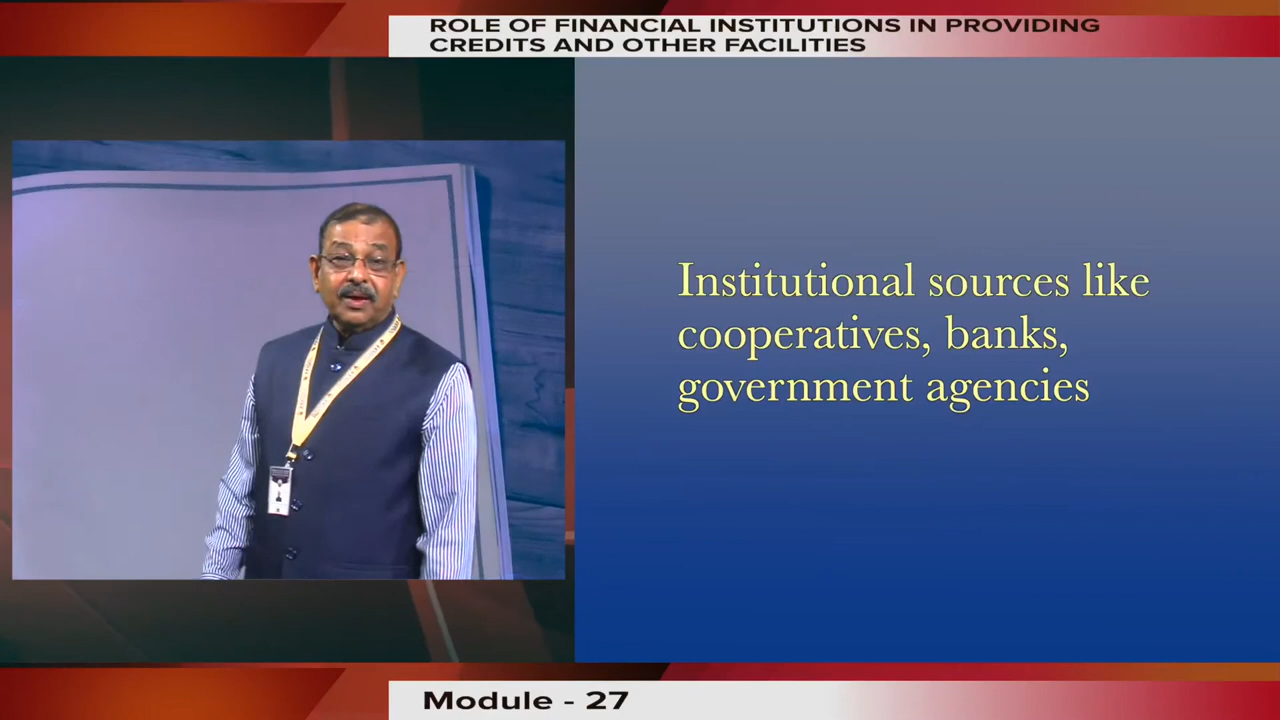 ROLE OF FINANCIAL INSTITUTIONS IN PROVIDING
CREDITS AND OTHER FACILITIES
Institutional sources like
cooperatives, banks,
government agencies
Module - 27